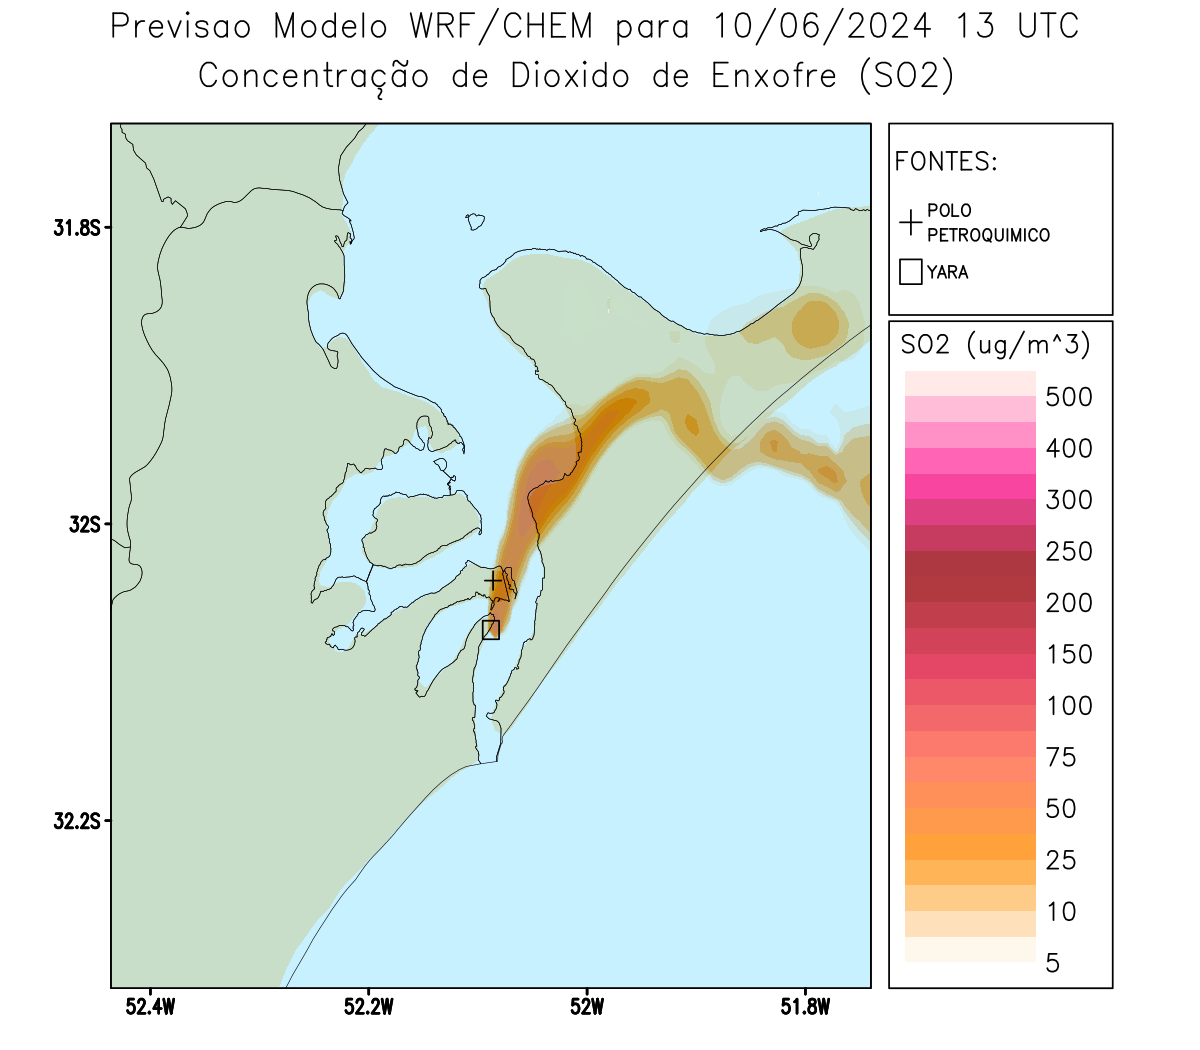 Previsao Modelo WRF/CHEM para 10/06/2024 13 UTC
Concentração de Dioxido de Enxofre (SO2)
FONTES:
POLO
PETROQUIMICO
YARA
31.8S
32S
32.2S
52.4W
52.2W
52W
51.8W
SO2 (ug/m^3)
500
400
300
250
200
150
100
75
50
25
10
5